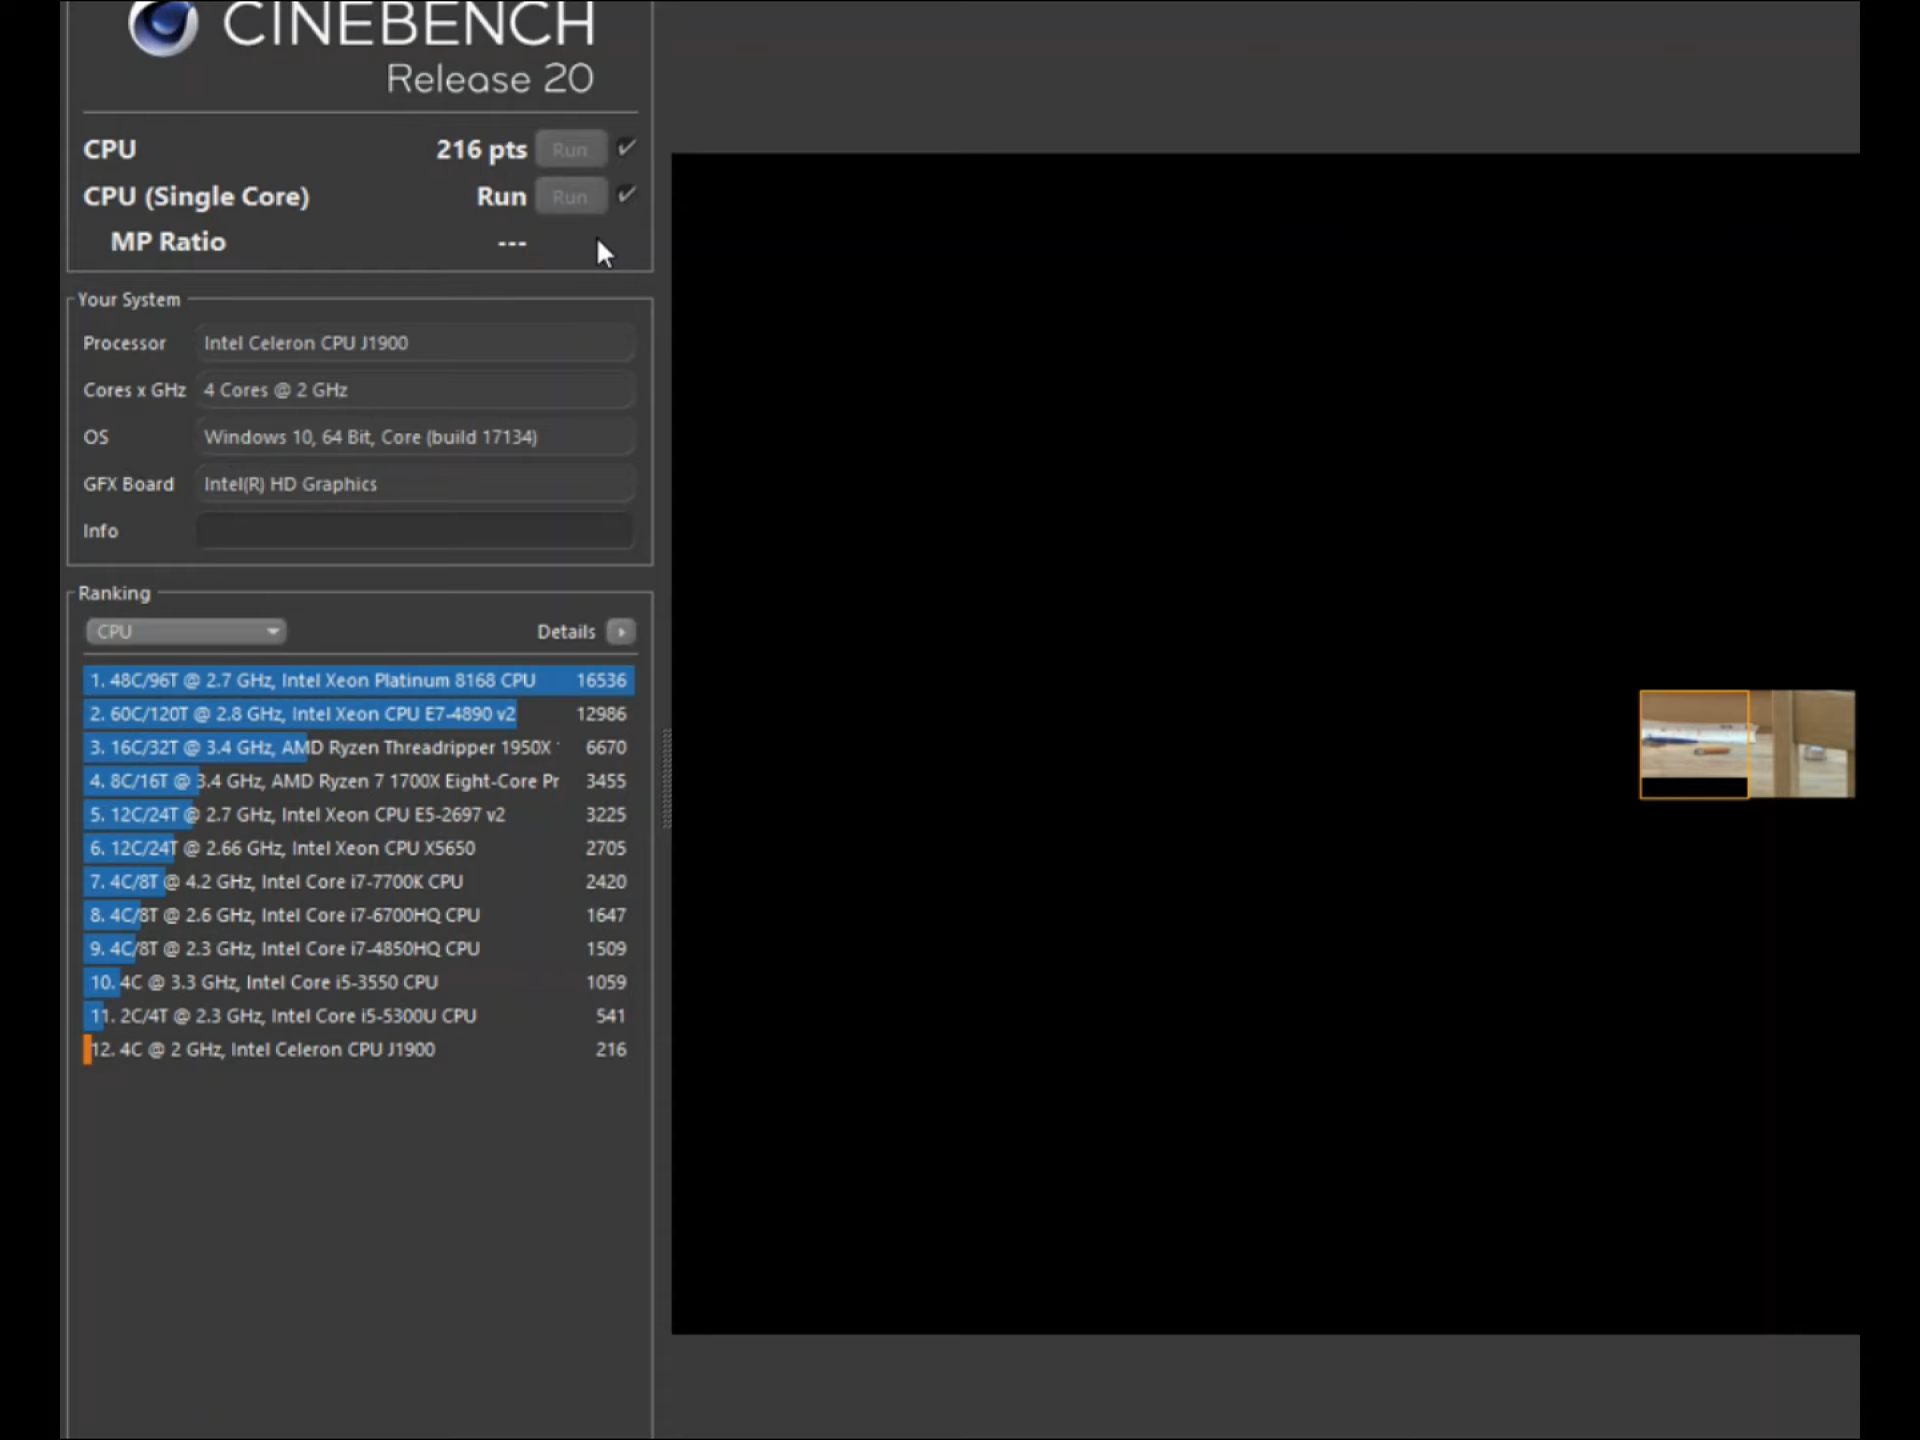 CINEBENCH
Release 20
CPU 216 pts Run
CPU (Single Core) Run Run
MP Ratio ---
Your System
Processor Intel Celeron CPU J1900
Cores x GHz 4 Cores @ 2 GHz
OS Windows 10, 64 Bit, Core (build 17134)
GFX Board Intel(R) HD Graphics
Info
Ranking
CPU Details
1. 48C/96T @ 2.7 GHz, Intel Xeon Platinum 8168 CPU 16536
2. 60C/120T @ 2.8 GHz, Intel Xeon CPU E7-4890 v2 12986
3. 16C/32T @ 3.4 GHz, AMD Ryzen Threadripper 1950X 6670
4. 8C/16T @ 3.4 GHz, AMD Ryzen 7 1700X Eight-Core Pr 3455
5. 12C/24T @ 2.7 GHz, Intel Xeon CPU E5-2697 v2 3225
6. 12C/24T @ 2.66 GHz, Intel Xeon CPU X5650 2705
7. 4C/8T @ 4.2 GHz, Intel Core i7-7700K CPU 2420
8. 4C/8T @ 2.6 GHz, Intel Core i7-6700HQ CPU 1647
9. 4C/8T @ 2.3 GHz, Intel Core i7-4850HQ CPU 1509
10. 4C @ 3.3 GHz, Intel Core i5-3550 CPU 1059
11. 2C/4T @ 2.3 GHz, Intel Core i5-5300U CPU 541
12. 4C @ 2 GHz, Intel Celeron CPU J1900 216